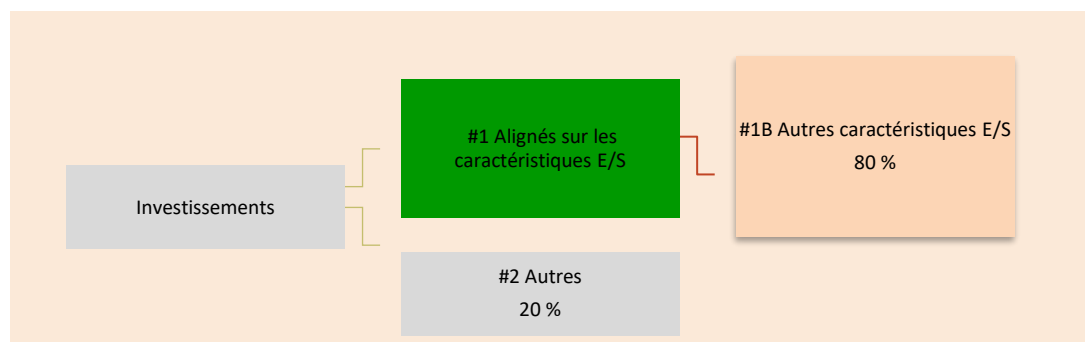 Investissements
#1 Alignés sur les
caractéristiques E/S
#2 Autres
20 %
#1B Autres caractéristiques E/S
80 %